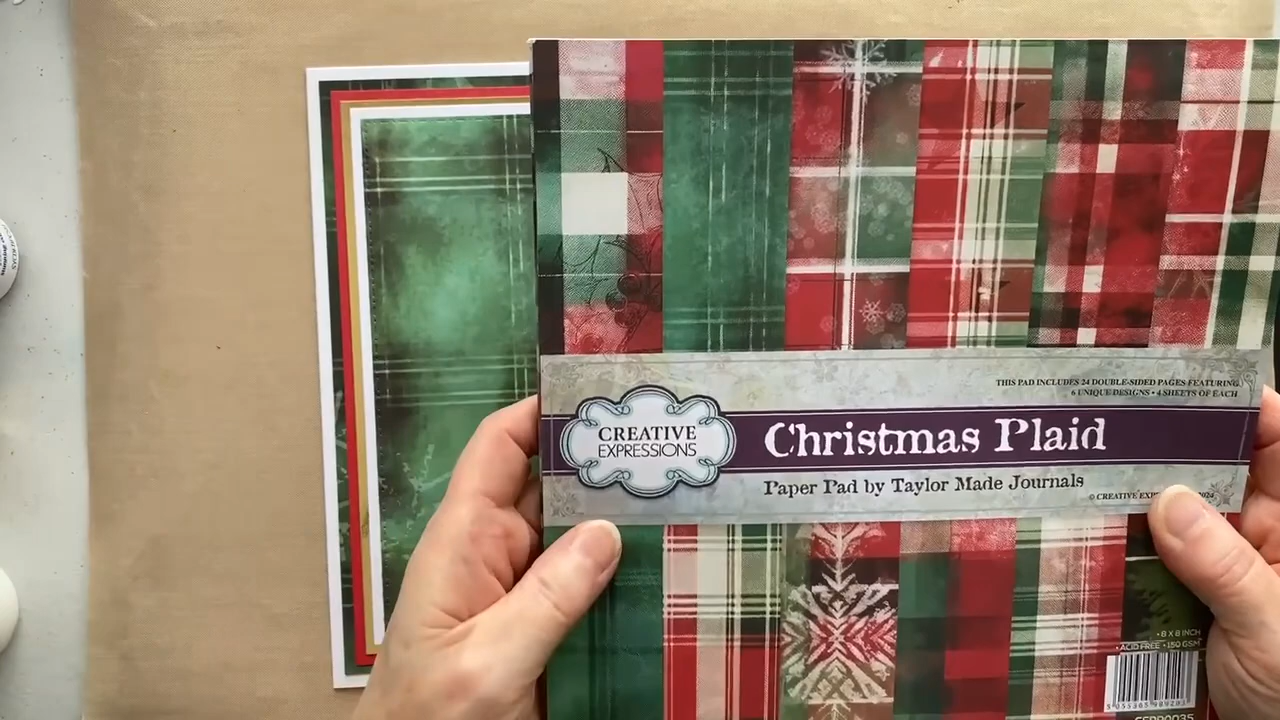 THIS PAD INCLUDES 24 DOUBLE-SIDED PAGES FEATURING
6 UNIQUE DESIGNS • 4 SHEETS OF EACH
CREATIVE
EXPRESSIONS
Christmas Plaid
Paper Pad by Taylor Made Journals
© CREATIVE 2024
• 8 X 8 INCH
• ACID FREE • 150 GSM